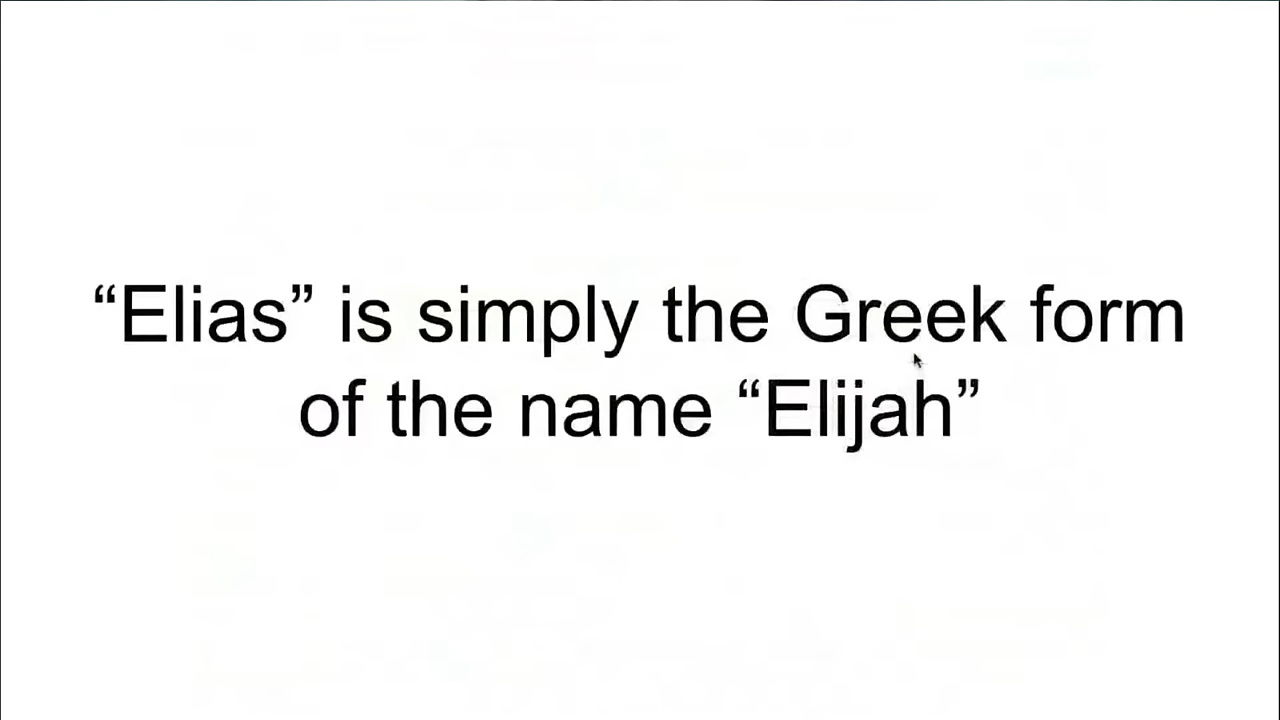 “Elias” is simply the Greek form
of the name “Elijah”